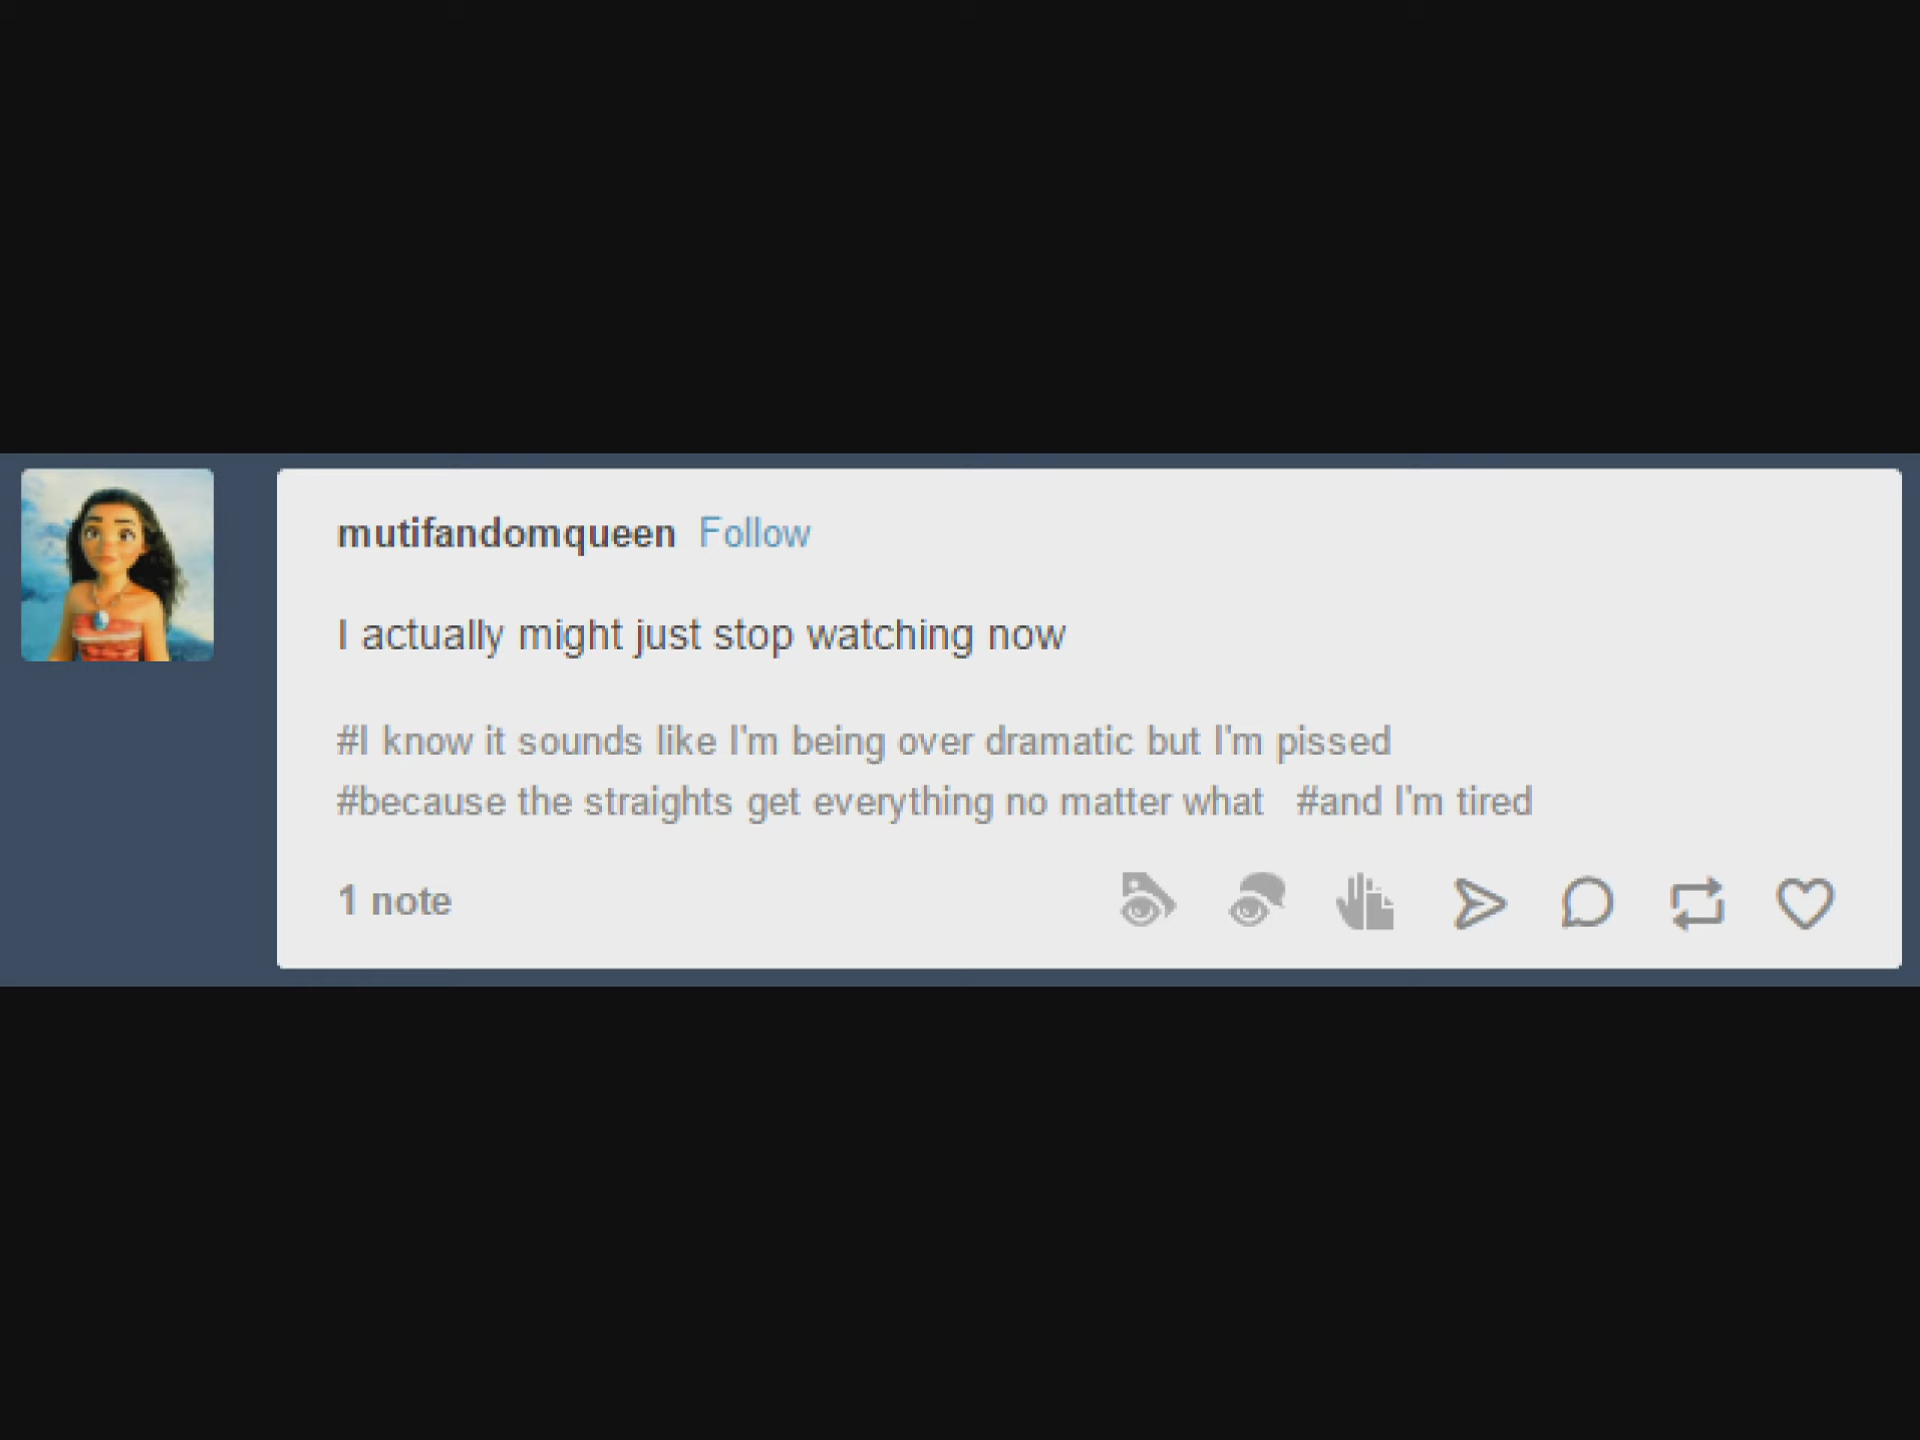 mutifandomqueen Follow
I actually might just stop watching now
#I know it sounds like I'm being over dramatic but I'm pissed
#because the straights get everything no matter what #and I'm tired
1 note